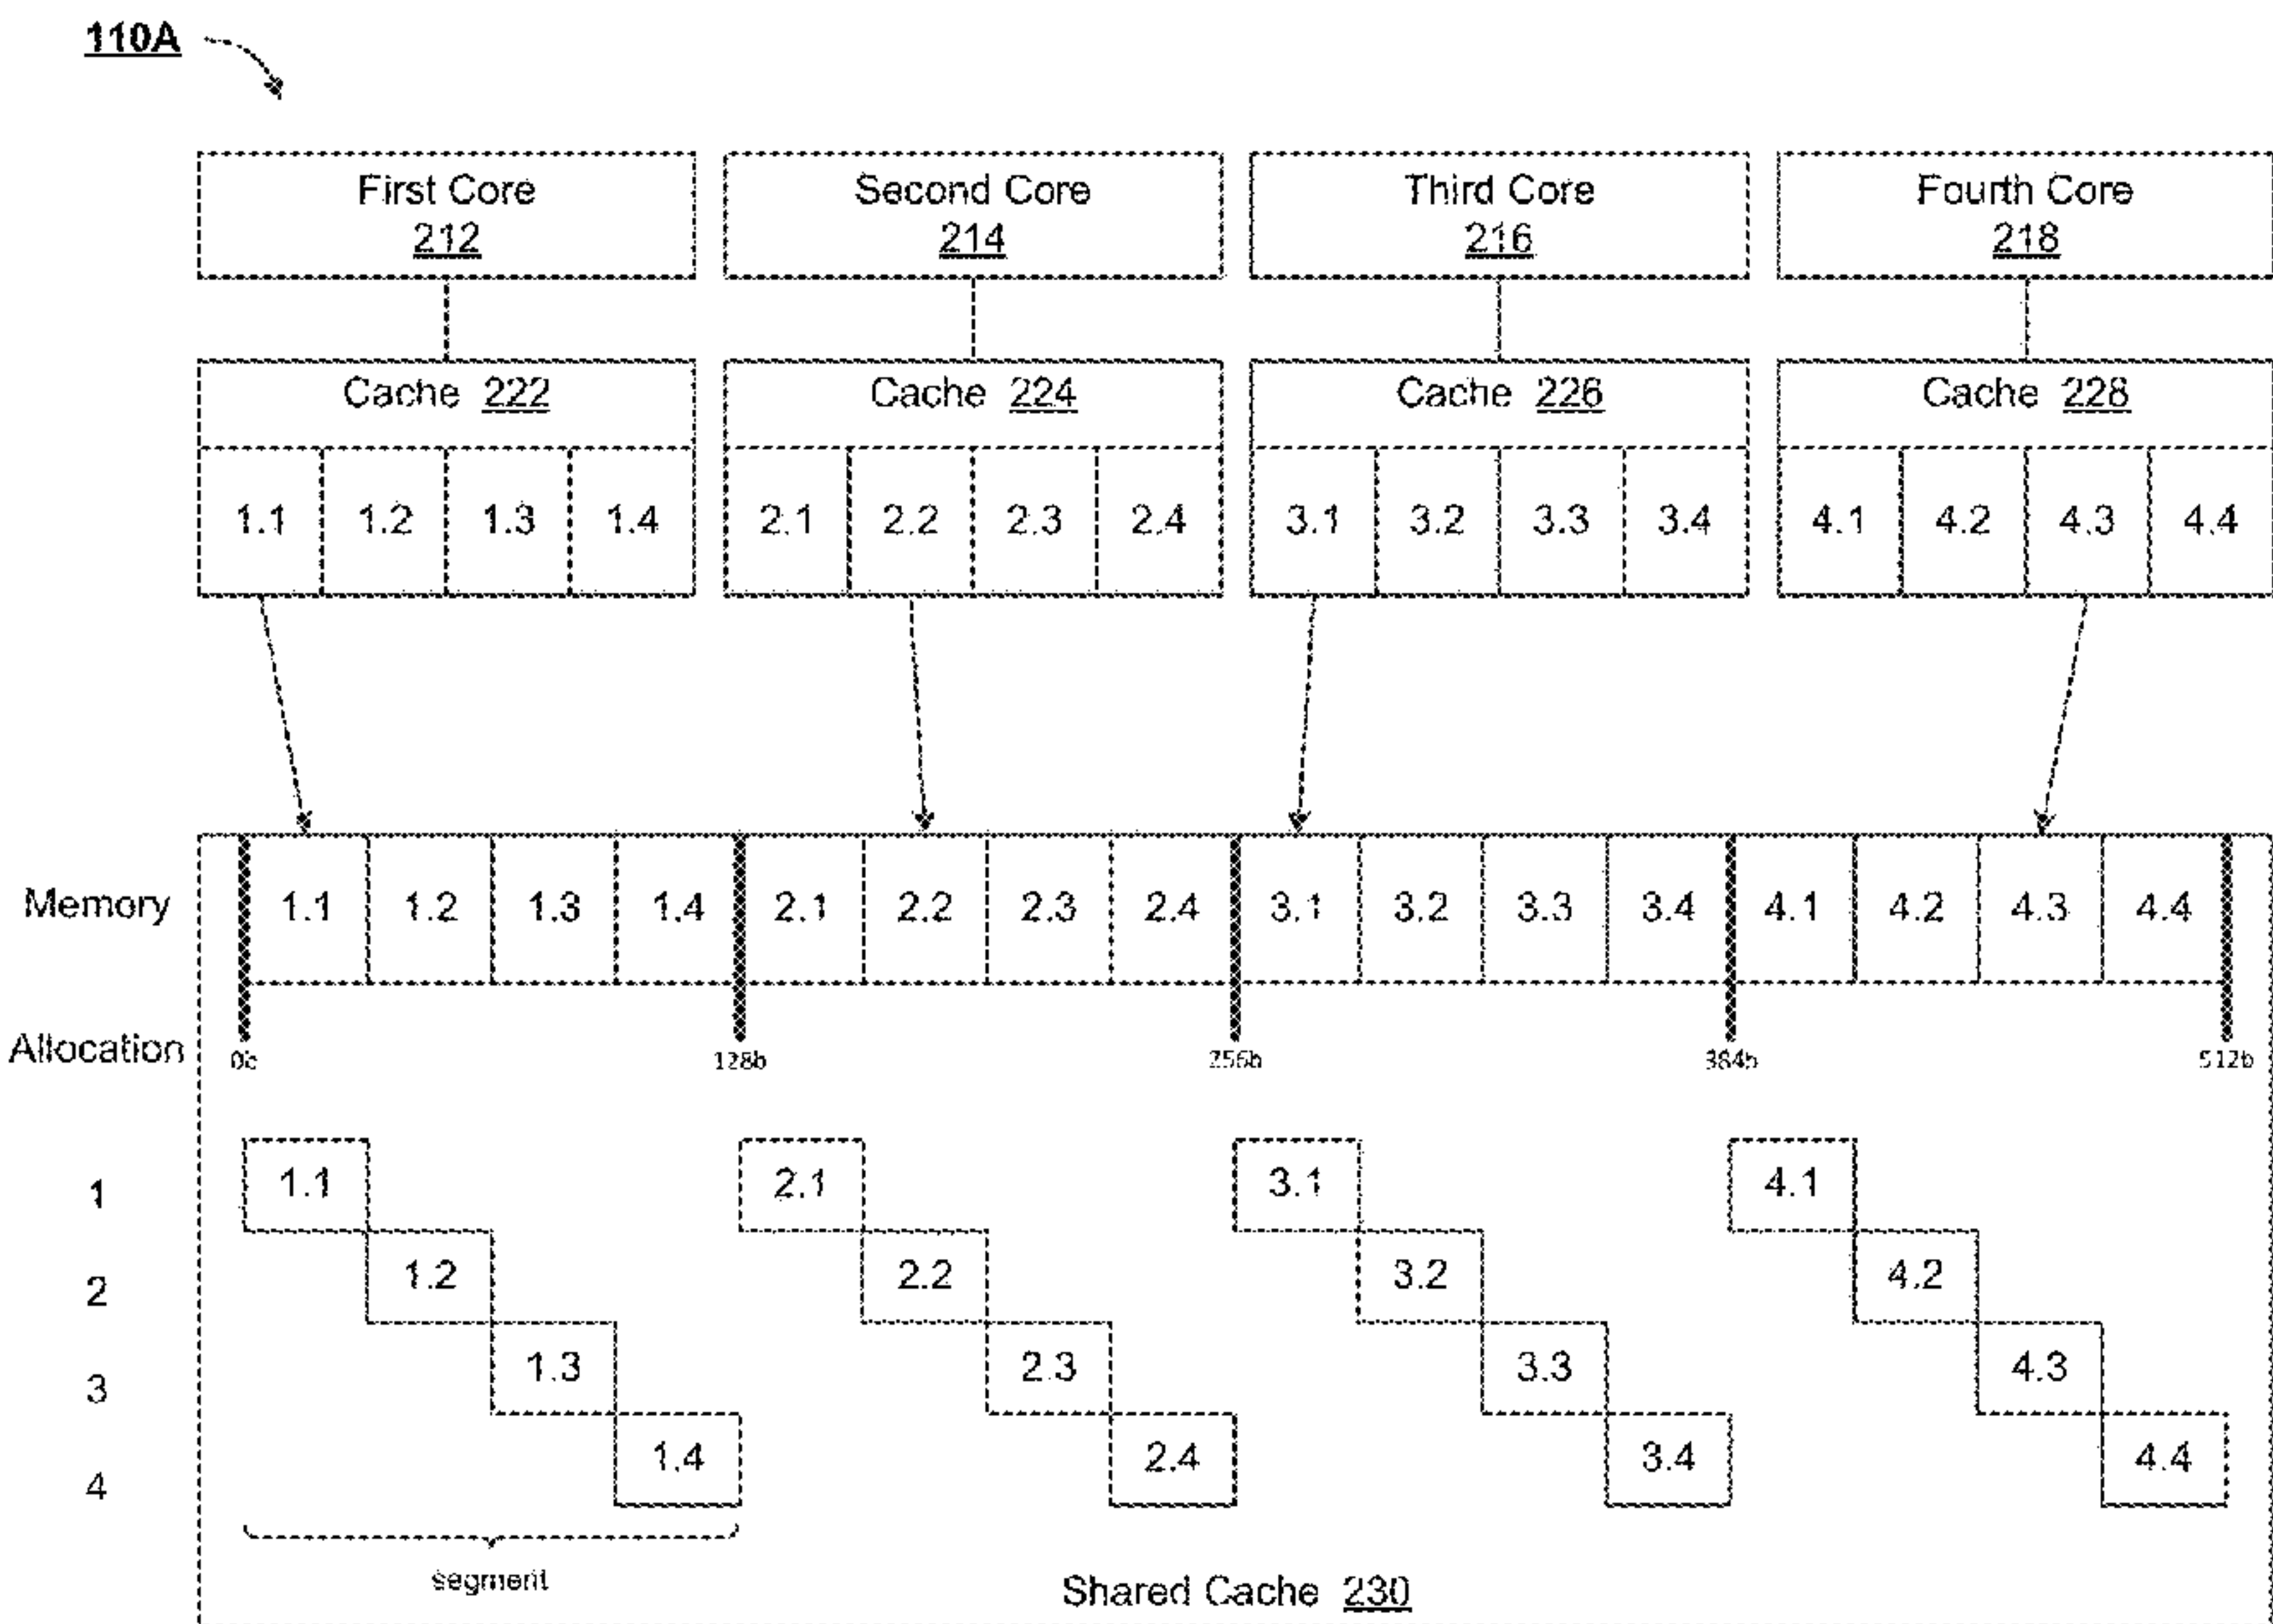 110A
First Core Second Core Third Core Fourth Core
212 214 216 218
Cache 222 Cache 224 Cache 226 Cache 228
1.1 1.2 1.3 1.4 2.1 2.2 2.3 2.4 3.1 3.2 3.3 3.4 4.1 4.2 4.3 4.4
Memory 1.1 1.2 1.3 1.4 2.1 2.2 2.3 2.4 3.1 3.2 3.3 3.4 4.1 4.2 4.3 4.4
Allocation 0b 128b 256b 384b 512b
1 1.1 2.1 3.1 4.1
2 1.2 2.2 3.2 4.2
3 1.3 2.3 3.3 4.3
4 1.4 2.4 3.4 4.4
segment
Shared Cache 230